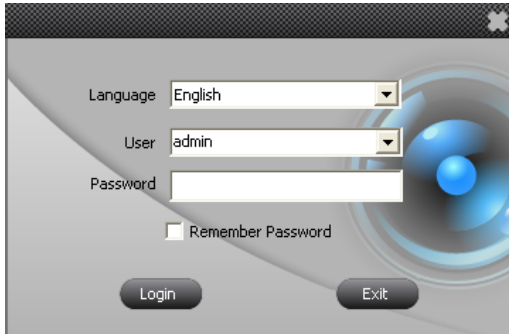 Language English
User admin
Password
Remember Password
Login Exit